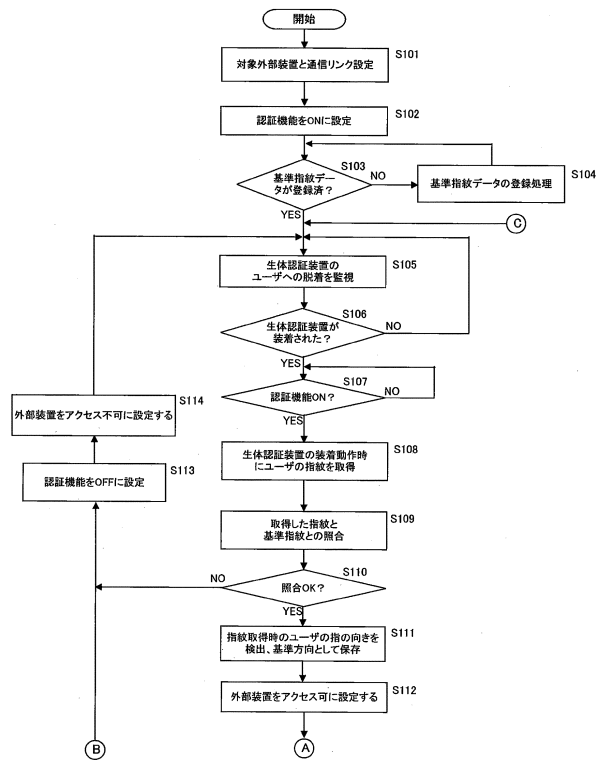 開始
対象外部装置と通信リンク設定
S101
認証機能をONに設定
S102
基準指紋デー
タが登録済？
S103
NO
YES
基準指紋データの登録処理
S104
C
生体認証装置の
ユーザへの脱着を監視
S105
生体認証装置が
装着された？
S106
NO
YES
認証機能ON？
S107
NO
YES
生体認証装置の装着動作時
にユーザの指紋を取得
S108
取得した指紋と
基準指紋との照合
S109
照合OK？
S110
NO
YES
指紋取得時のユーザの指の向きを
検出、基準方向として保存
S111
外部装置をアクセス可に設定する
S112
認証機能をOFFに設定
S113
外部装置をアクセス不可に設定する
S114
B
A